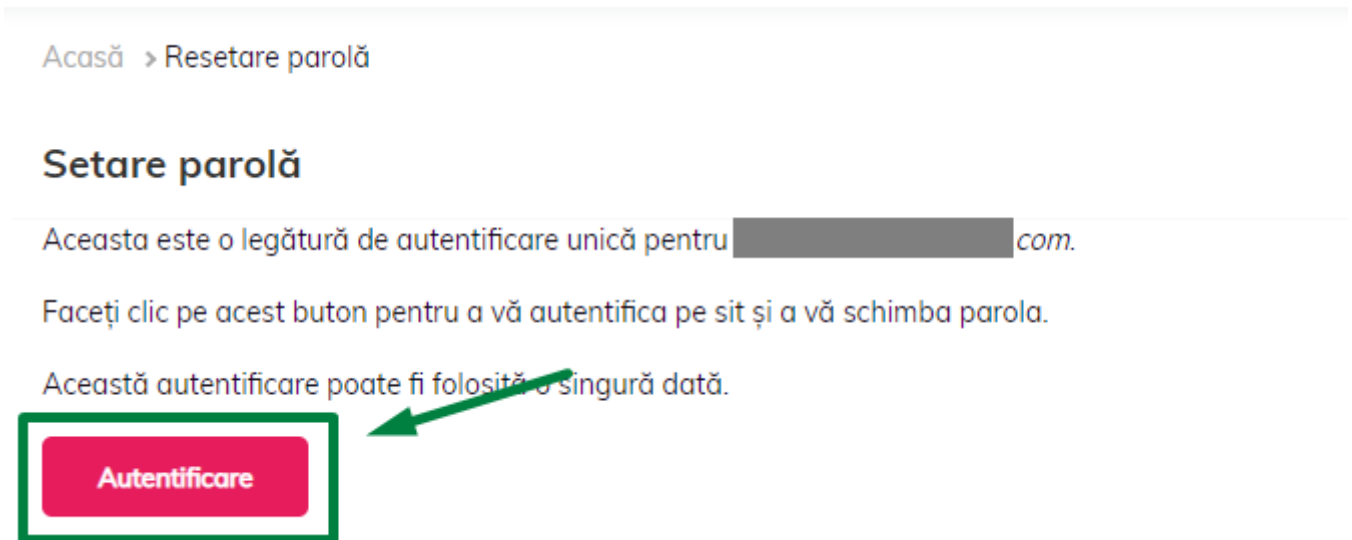 Acasă > Resetare parolă
Setare parolă
Aceasta este o legătură de autentificare unică pentru com.
Faceți clic pe acest buton pentru a vă autentifica pe sit și a vă schimba parola.
Această autentificare poate fi folosită o singură dată.
Autentificare